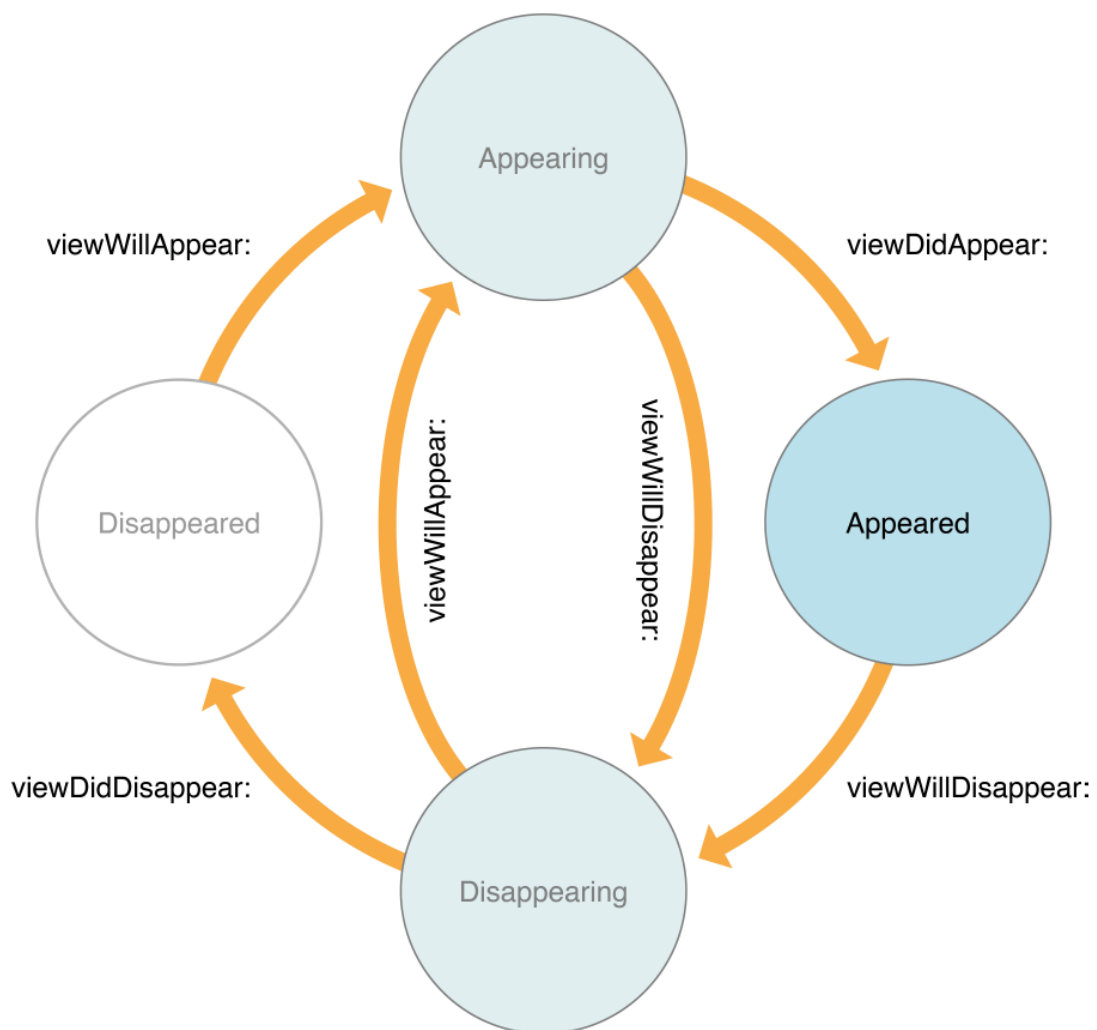 Appearing
viewWillAppear:
viewDidAppear:
viewWillAppear:
viewWillDisappear:
Disappeared
Appeared
viewDidDisappear:
viewWillDisappear:
Disappearing